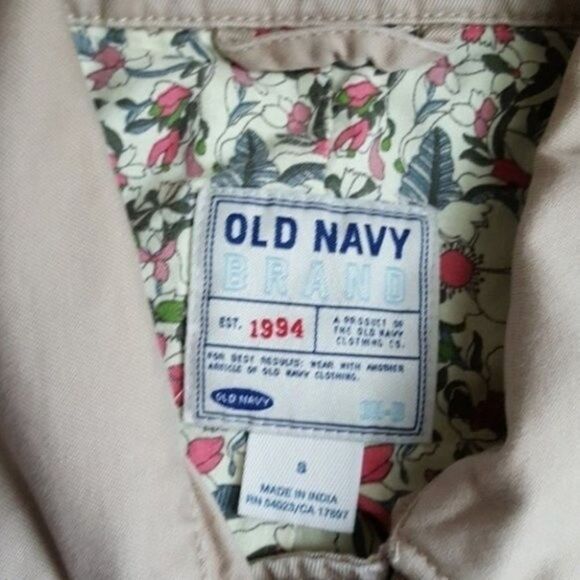 OLD NAVY
BRAND
EST. 1994
A PRODUCT OF
THE OLD NAVY
CLOTHING CO.
FOR BEST RESULTS: WEAR WITH ANOTHER
ARTICLE OF OLD NAVY CLOTHING.
OLD NAVY
S
MADE IN INDIA
RN 54023/CA 17897